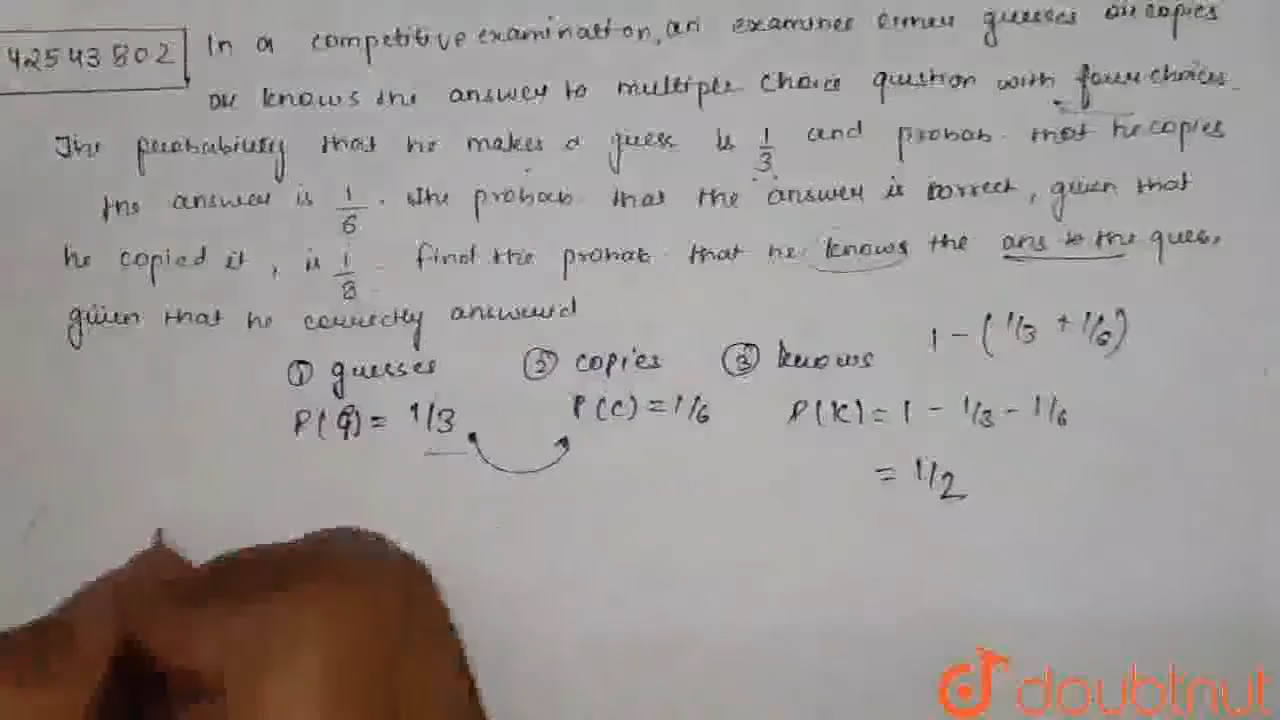 42543802
In a competitive examination, an examinee either guesses or copies
or knows the answer to multiple choice question with four choices.
The probability that he makes a guess is 1/3 and probab. that he copies
the answer is 1/6. The probab. that the answer is correct, given that
he copied it, is 1/8. find the probab. that he knows the ans to the ques.
given that he correctly answered
1 - (1/3 + 1/6)
① guesses ② copies ③ knows
P(G) = 1/3 P(C) = 1/6 P(K) = 1 - 1/3 - 1/6
= 1/2
doubtnut